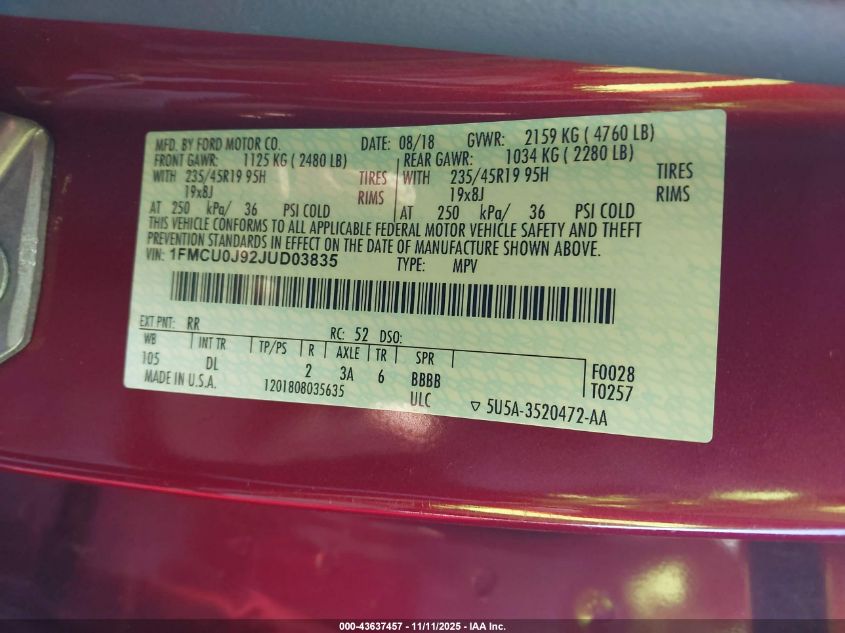 MFD. BY FORD MOTOR CO. DATE: 08/18 GVWR: 2159 KG ( 4760 LB)
FRONT GAWR: 1125 KG ( 2480 LB) REAR GAWR: 1034 KG ( 2280 LB)
WITH 235/45R19 95H TIRES WITH 235/45R19 95H TIRES
19x8J RIMS 19x8J RIMS
AT 250 kPa/ 36 PSI COLD AT 250 kPa/ 36 PSI COLD
THIS VEHICLE CONFORMS TO ALL APPLICABLE FEDERAL MOTOR VEHICLE SAFETY AND THEFT
PREVENTION STANDARDS IN EFFECT ON THE DATE OF MANUFACTURE SHOWN ABOVE.
VIN: 1FMCU0J92JUD03835 TYPE: MPV
EXT PNT: RR RC: 52 DSO:
WB INT TR TP/PS R AXLE TR SPR
105 DL 2 3A 6 BBBB F0028
MADE IN U.S.A. 1201808035635 ULC T0257
5U5A-3520472-AA
000-43637457 - 11/11/2025 - IAA Inc.